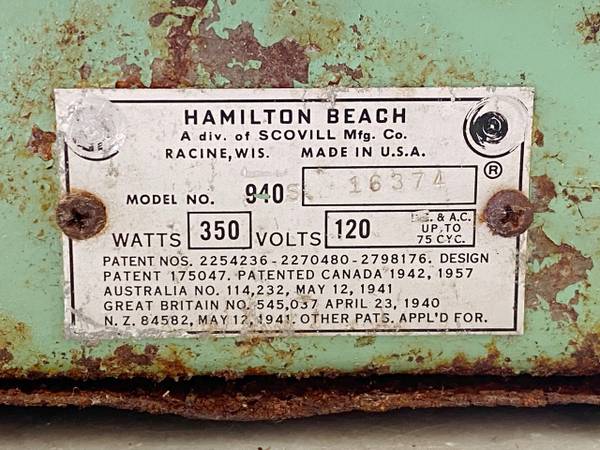 HAMILTON BEACH
A div. of SCOVILL Mfg. Co.
RACINE, WIS. MADE IN U.S.A.
®
MODEL NO. 940S 16374
WATTS 350 VOLTS 120 & A.C.
UP TO
75 CYC.
PATENT NOS. 2254236-2270480-2798176. DESIGN
PATENT 175047. PATENTED CANADA 1942, 1957
AUSTRALIA NO. 114,232, MAY 12, 1941
GREAT BRITAIN NO. 545,037 APRIL 23, 1940
N. Z. 84582, MAY 12, 1941. OTHER PATS. APPL'D FOR.